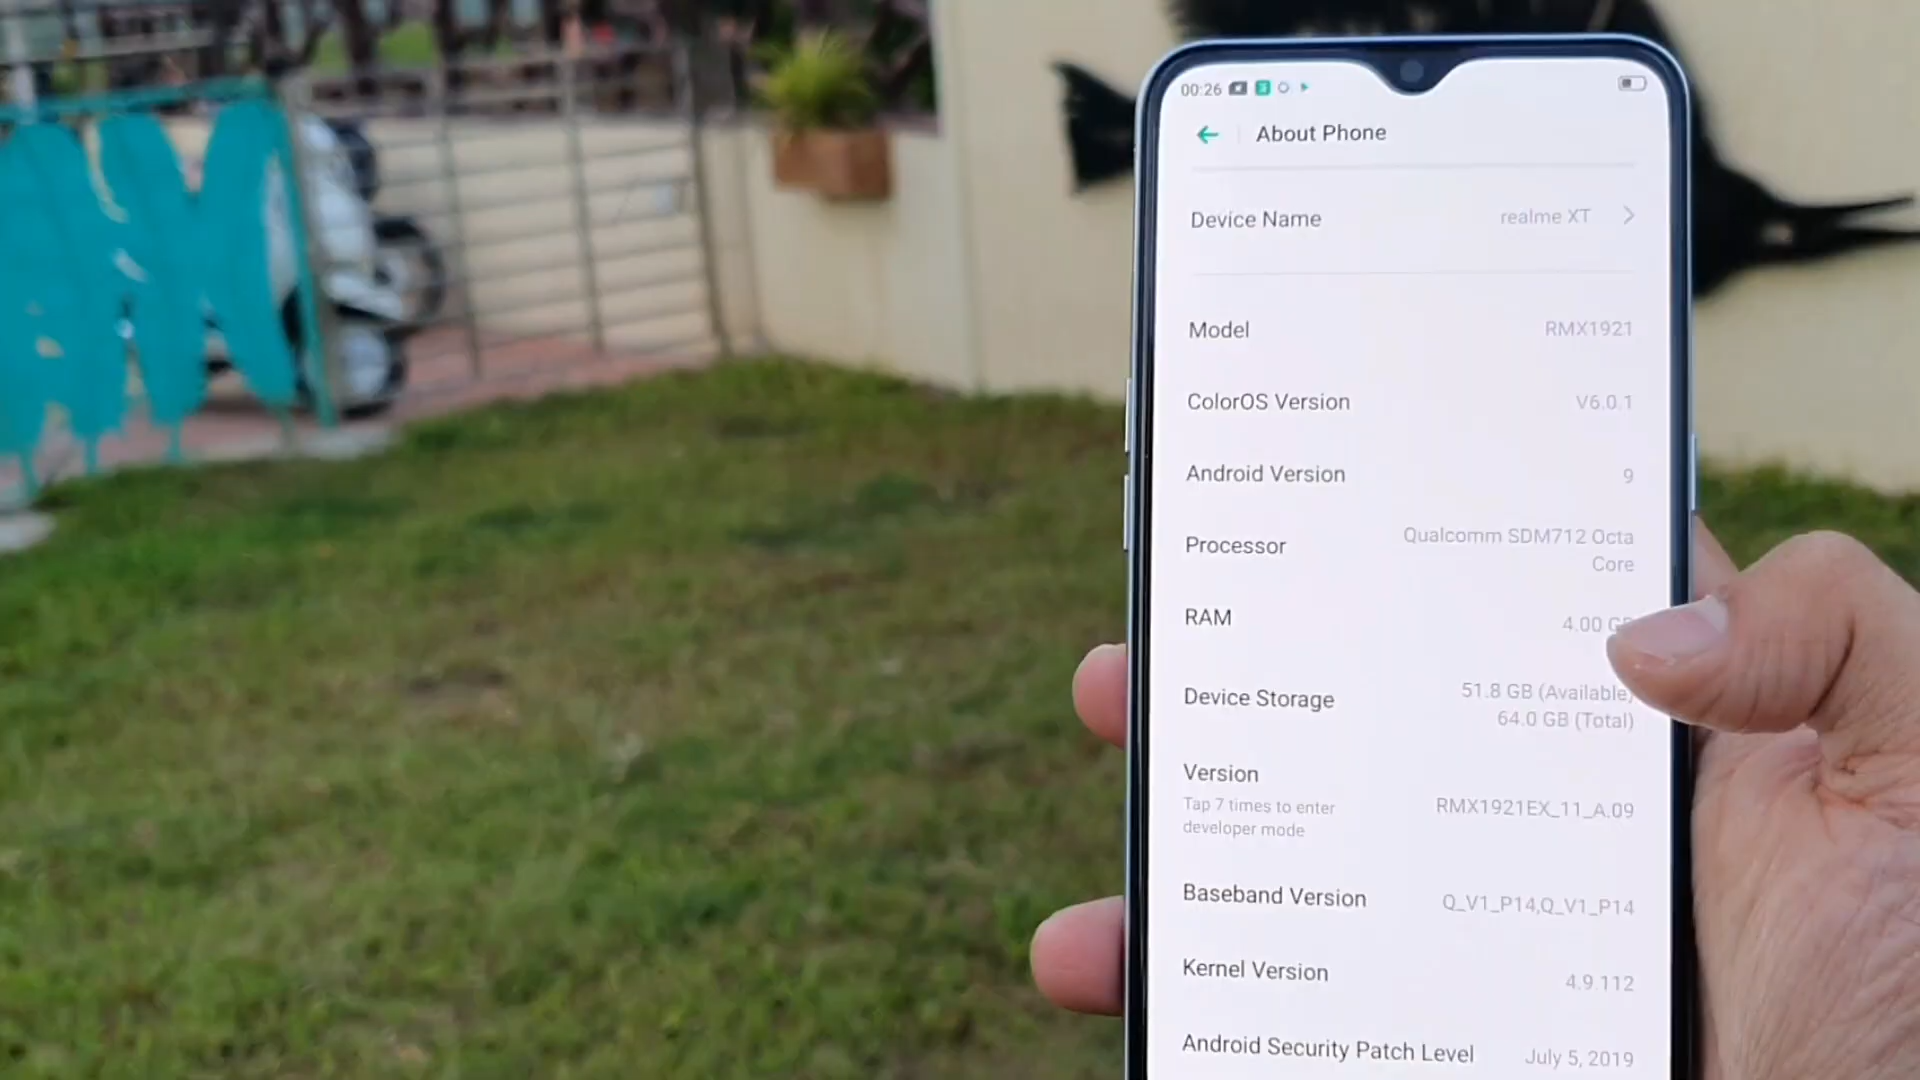 00:26
About Phone
Device Name realme XT
Model RMX1921
ColorOS Version V6.0.1
Android Version 9
Processor Qualcomm SDM712 Octa
Core
RAM 4.00
Device Storage 51.8 GB (Available)
64.0 GB (Total)
Version
Tap 7 times to enter
developer mode
RMX1921EX_11_A.09
Baseband Version Q_V1_P14,Q_V1_P14
Kernel Version 4.9.112
Android Security Patch Level July 5, 2019